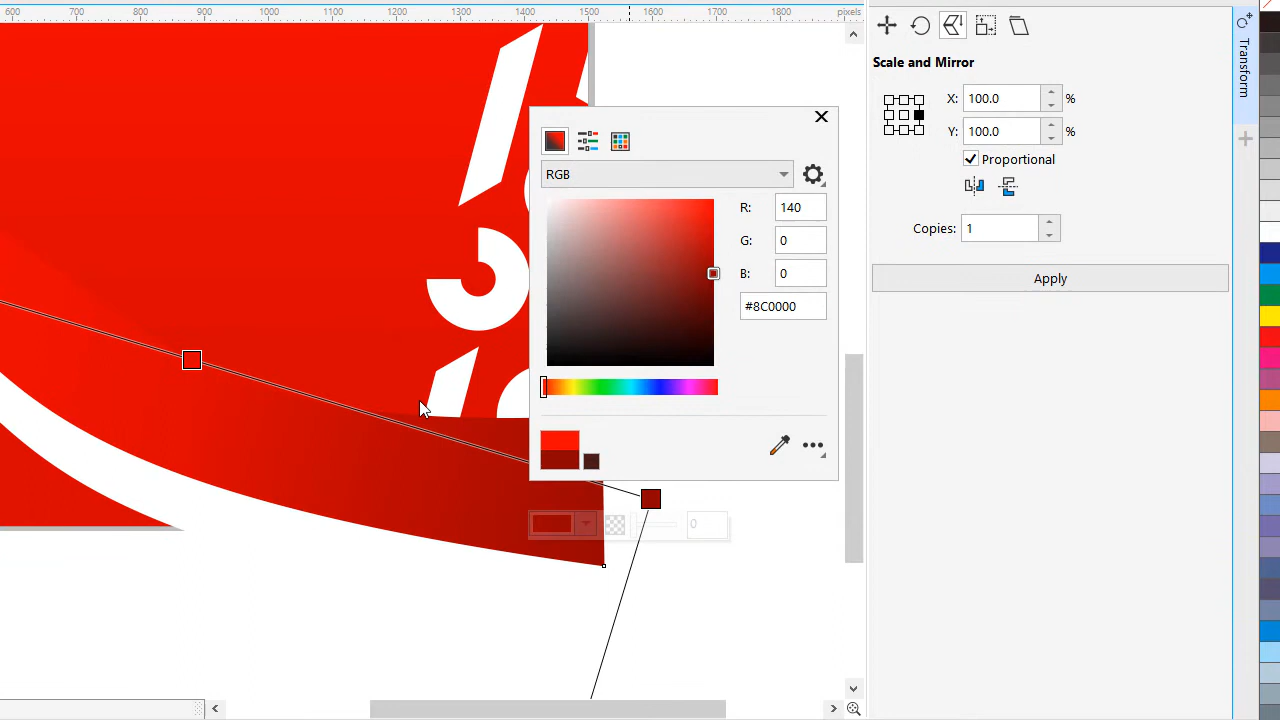 600 700 800 900 1000 1100 1200 1300 1400 1500 1600 1700 1800 pixels
Transform
Scale and Mirror
X: 100.0 %
Y: 100.0 %
Proportional
Copies: 1
Apply
RGB
R: 140
G: 0
B: 0
#8C0000
0